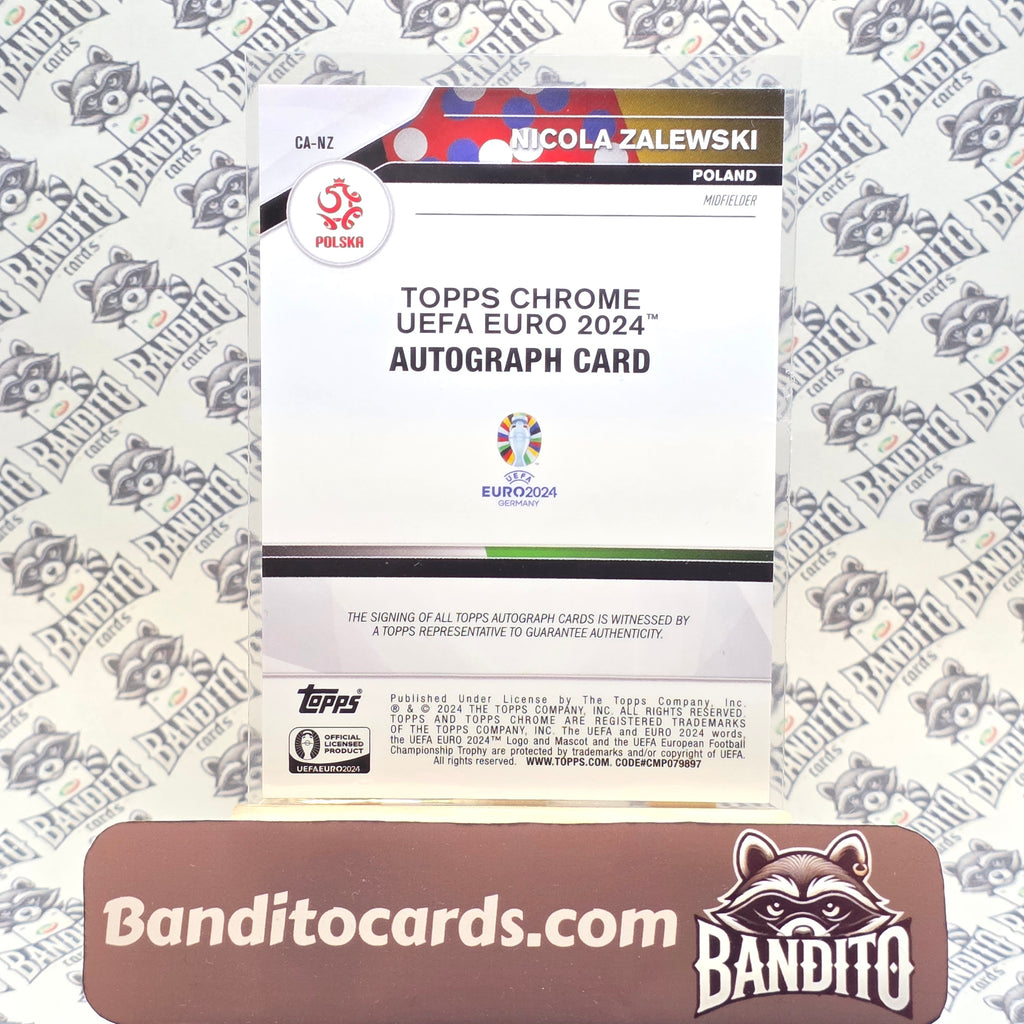 CA-NZ
NICOLA ZALEWSKI
POLAND
MIDFIELDER
POLSKA
TOPPS CHROME
UEFA EURO 2024™
AUTOGRAPH CARD
UEFA
EURO2024
GERMANY
THE SIGNING OF ALL TOPPS AUTOGRAPH CARDS IS WITNESSED BY
A TOPPS REPRESENTATIVE TO GUARANTEE AUTHENTICITY.
topps®
OFFICIAL
LICENSED
PRODUCT
UEFAEURO2024
Published Under License by The Topps Company, Inc.
® & © 2024 THE TOPPS COMPANY, INC. ALL RIGHTS RESERVED.
TOPPS AND TOPPS CHROME ARE REGISTERED TRADEMARKS
OF THE TOPPS COMPANY, INC. The UEFA and EURO 2024 words,
the UEFA EURO 2024™ Logo and Mascot and the UEFA European Football
Championship Trophy are protected by trademarks and/or copyright of UEFA.
All rights reserved. WWW.TOPPS.COM. CODE#CMP079897
Banditocards.com
BANDITO
BANDITO
cards